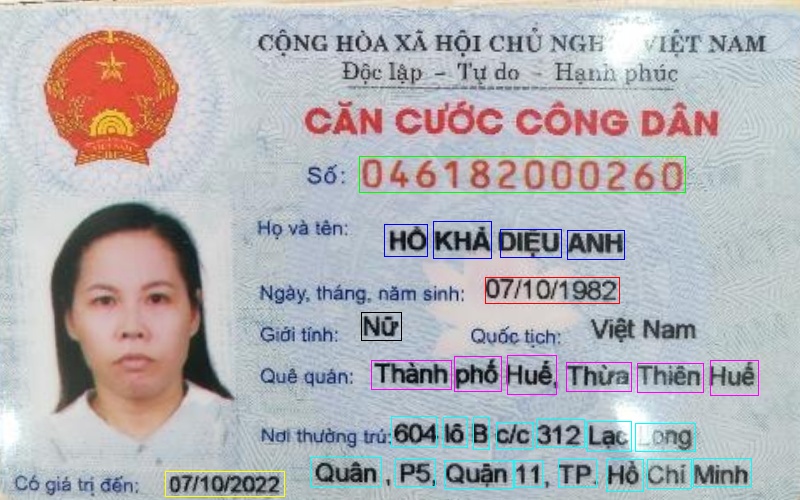 CỘNG HÒA XÃ HỘI CHỦ NGH VIỆT NAM
Độc lập - Tự do - Hạnh phúc
CĂN CƯỚC CÔNG DÂN
Số: 046182000260
Họ và tên: HỒ KHẢ DIỆU ANH
Ngày, tháng, năm sinh: 07/10/1982
Giới tính: Nữ Quốc tịch: Việt Nam
Quê quán: Thành phố Huế, Thừa Thiên Huế
Nơi thường trú: 604 lô B c/c 312 Lạc Long
Quân , P5, Quận 11, TP. Hồ Chí Minh
Có giá trị đến: 07/10/2022